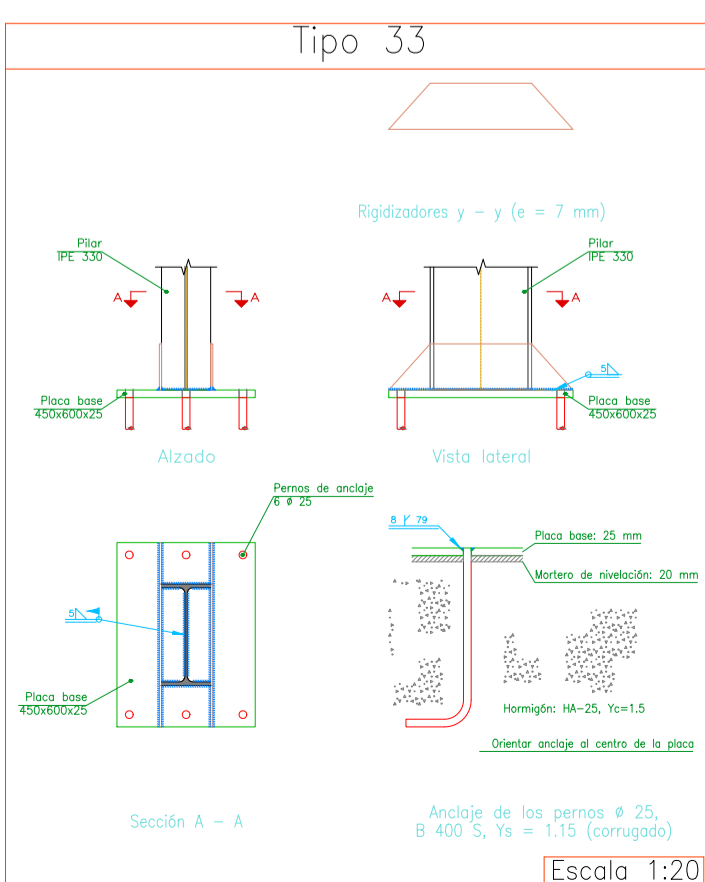 Tipo 33
Rigidizadores y - y (e = 7 mm)
Pilar
IPE 330
A
A
Placa base
450x600x25
Alzado
Pilar
IPE 330
A
A
5
Placa base
450x600x25
Vista lateral
Pernos de anclaje
6 Ø 25
5
Placa base
450x600x25
Sección A - A
8 79
Placa base: 25 mm
Mortero de nivelación: 20 mm
Hormigón: HA-25, Yc=1.5
Orientar anclaje al centro de la placa
Anclaje de los pernos Ø 25,
B 400 S, Ys = 1.15 (corrugado)
Escala 1:20